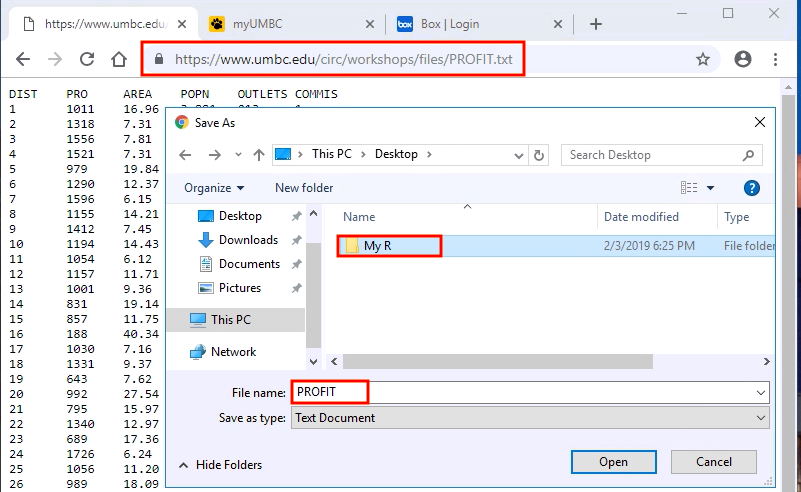 https://www.umbc.edu/
myUMBC
Box | Login
https://www.umbc.edu/circ/workshops/files/PROFIT.txt
DIST PRO AREA POPN OUTLETS COMMIS
1 1011 16.96
2 1318 7.31
3 1556 7.81
4 1521 7.31
5 979 19.84
6 1290 12.37
7 1596 6.15
8 1155 14.21
9 1412 7.45
10 1194 14.43
11 1054 6.12
12 1157 11.71
13 1001 9.36
14 831 19.14
15 857 11.75
16 188 40.34
17 1030 7.16
18 1331 9.37
19 643 7.62
20 992 27.54
21 795 15.97
22 1340 12.97
23 689 17.36
24 1726 6.24
25 1056 11.20
26 989 18.09
Save As
This PC > Desktop >
Search Desktop
Organize
New folder
Desktop
Downloads
Documents
Pictures
This PC
Network
Name Date modified Type
My R 2/3/2019 6:25 PM File folder
File name: PROFIT
Save as type: Text Document
Hide Folders
Open
Cancel